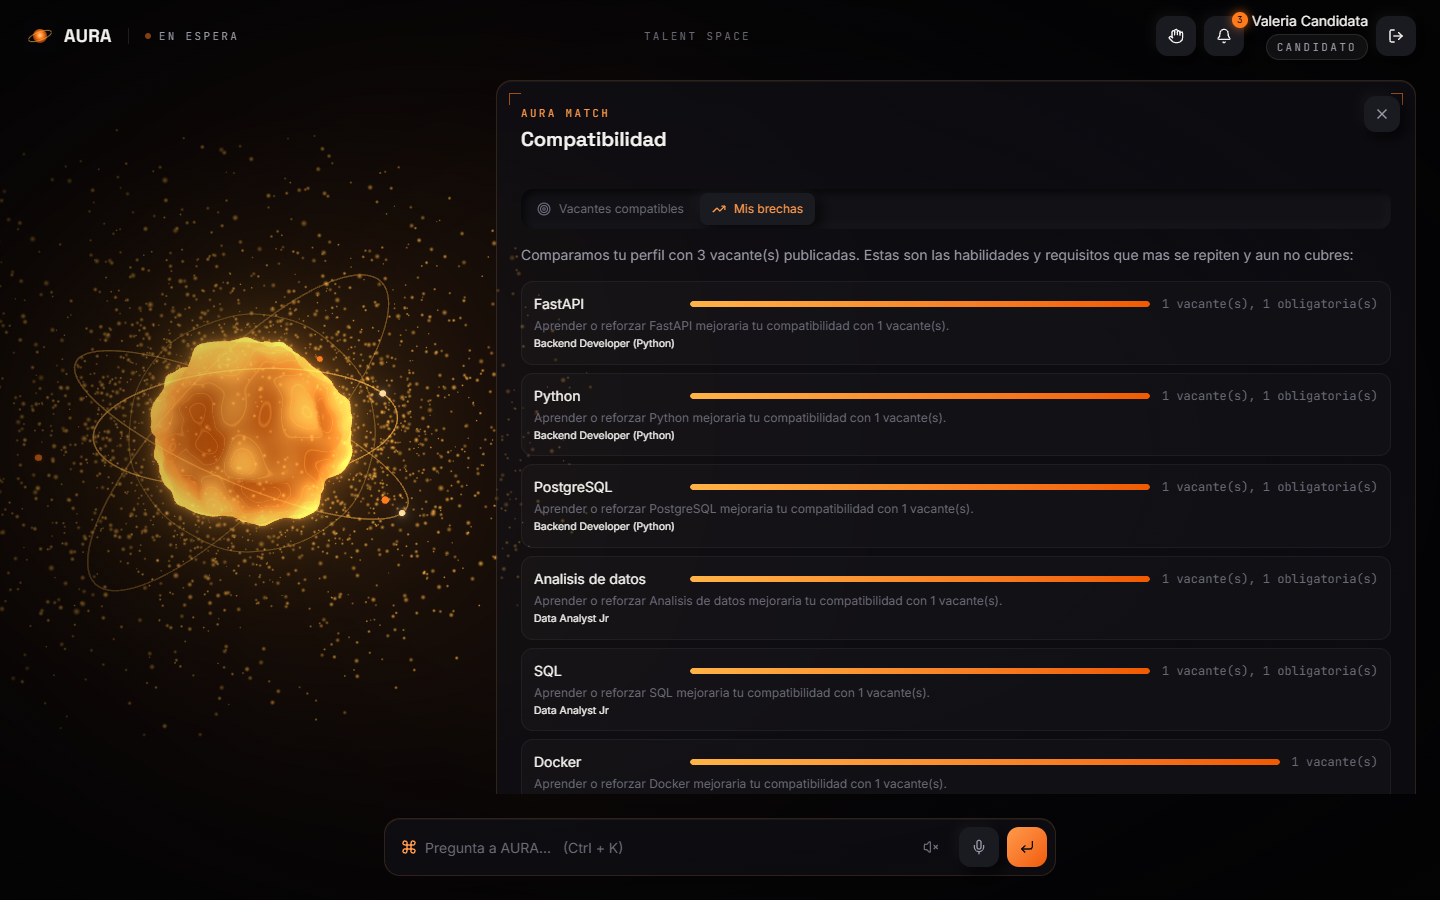 AURA
EN ESPERA
TALENT SPACE
3
Valeria Candidata
CANDIDATO
AURA MATCH
Compatibilidad
Vacantes compatibles
Mis brechas
Comparamos tu perfil con 3 vacante(s) publicadas. Estas son las habilidades y requisitos que mas se repiten y aun no cubres:
FastAPI 1 vacante(s), 1 obligatoria(s)
Aprender o reforzar FastAPI mejoraria tu compatibilidad con 1 vacante(s).
Backend Developer (Python)
Python 1 vacante(s), 1 obligatoria(s)
Aprender o reforzar Python mejoraria tu compatibilidad con 1 vacante(s).
Backend Developer (Python)
PostgreSQL 1 vacante(s), 1 obligatoria(s)
Aprender o reforzar PostgreSQL mejoraria tu compatibilidad con 1 vacante(s).
Backend Developer (Python)
Analisis de datos 1 vacante(s), 1 obligatoria(s)
Aprender o reforzar Analisis de datos mejoraria tu compatibilidad con 1 vacante(s).
Data Analyst Jr
SQL 1 vacante(s), 1 obligatoria(s)
Aprender o reforzar SQL mejoraria tu compatibilidad con 1 vacante(s).
Data Analyst Jr
Docker 1 vacante(s)
Aprender o reforzar Docker mejoraria tu compatibilidad con 1 vacante(s).
⌘ Pregunta a AURA... (Ctrl + K)